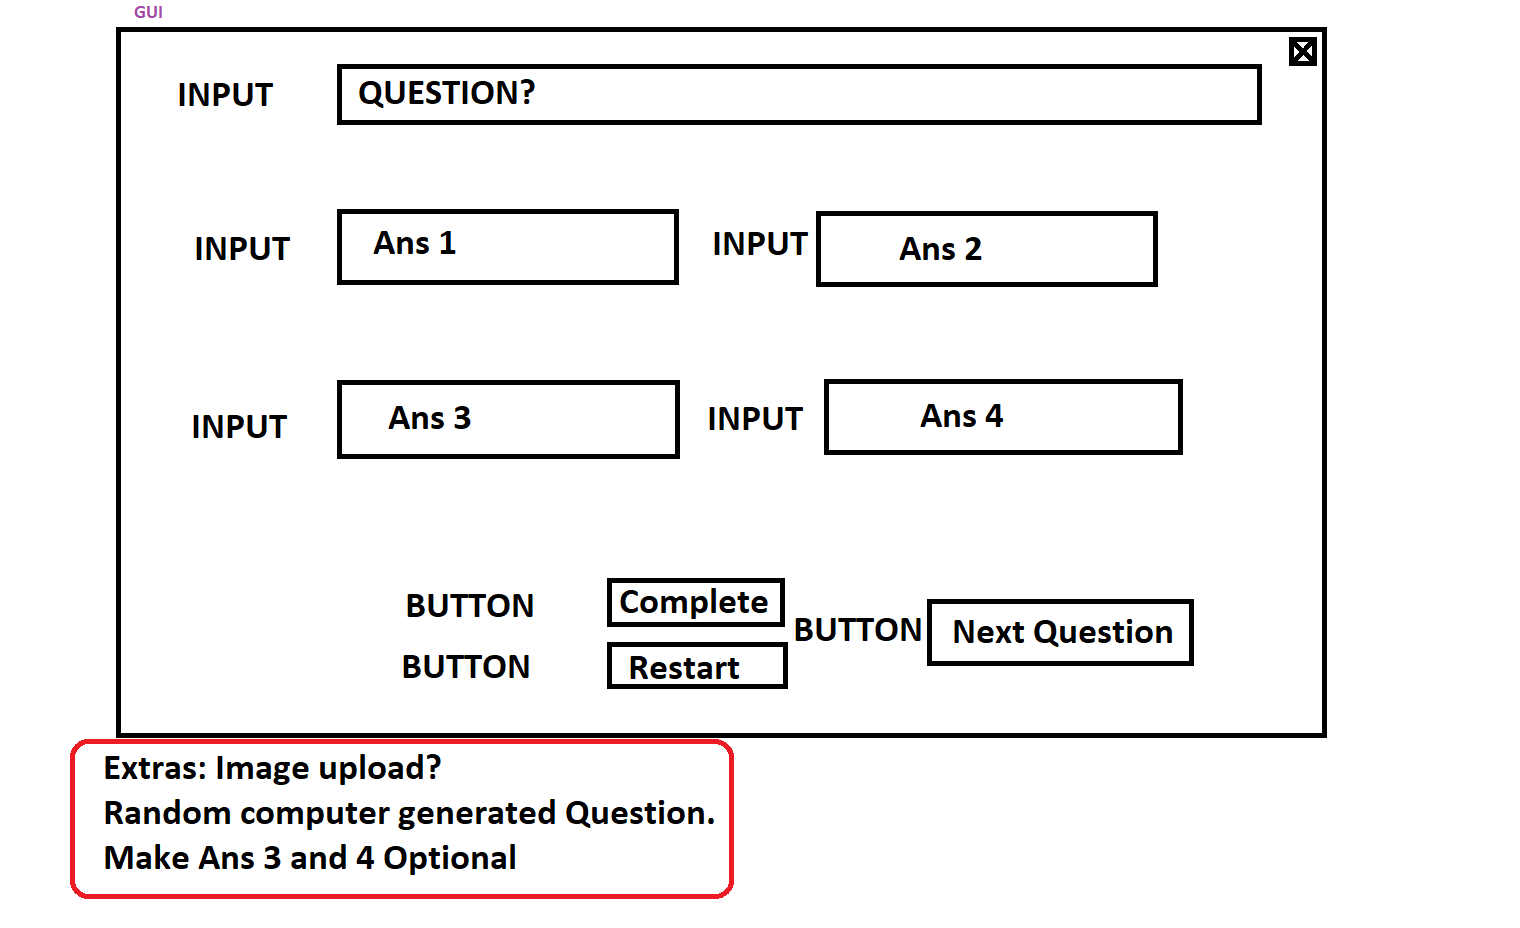 GUI
INPUT QUESTION?
INPUT Ans 1 INPUT Ans 2
INPUT Ans 3 INPUT Ans 4
BUTTON Complete
BUTTON Next Question
BUTTON Restart
Extras: Image upload?
Random computer generated Question.
Make Ans 3 and 4 Optional